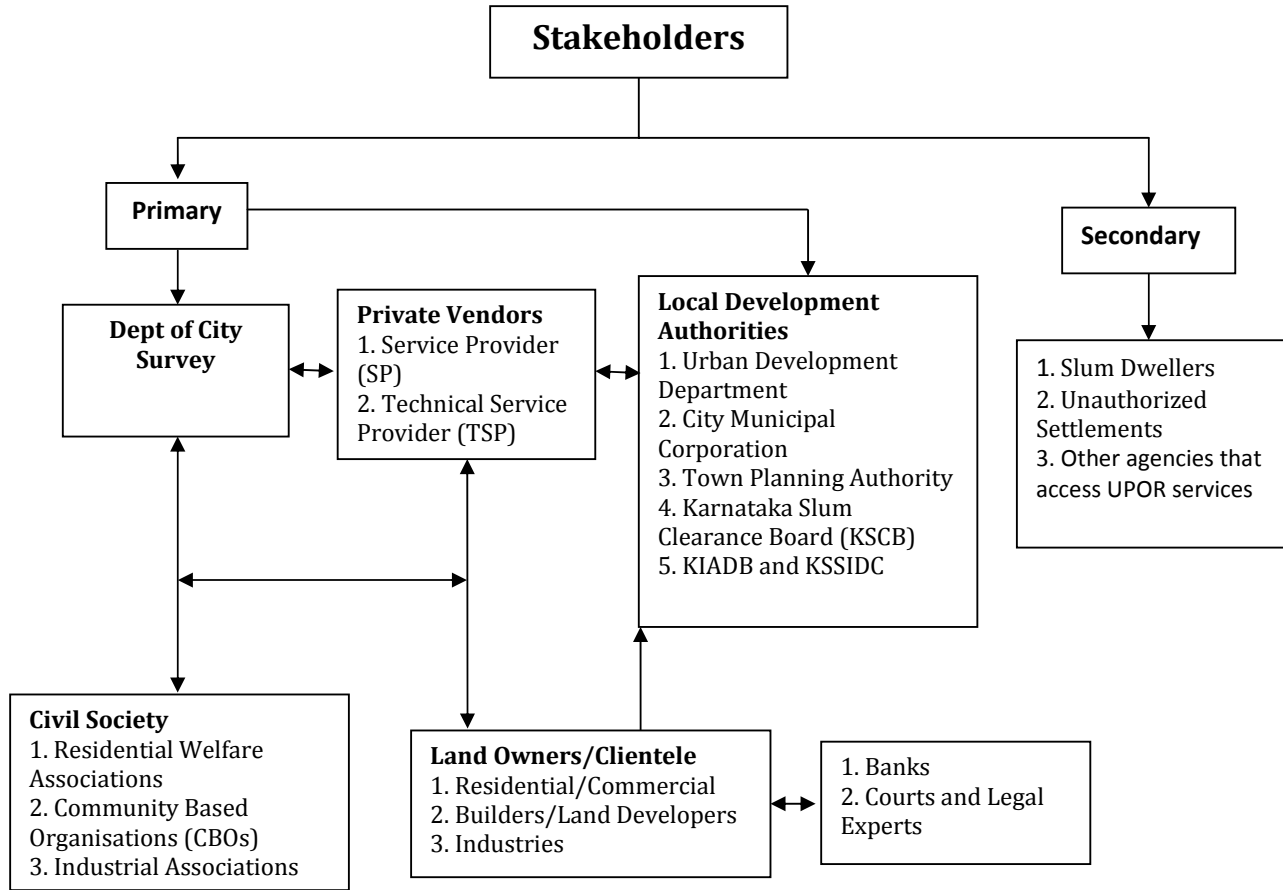 Stakeholders
Primary
Secondary
Dept of City
Survey
Private Vendors
1. Service Provider
(SP)
2. Technical Service
Provider (TSP)
Local Development
Authorities
1. Urban Development
Department
2. City Municipal
Corporation
3. Town Planning Authority
4. Karnataka Slum
Clearance Board (KSCB)
5. KIADB and KSSIDC
1. Slum Dwellers
2. Unauthorized
Settlements
3. Other agencies that
access UPOR services
Civil Society
1. Residential Welfare
Associations
2. Community Based
Organisations (CBOs)
3. Industrial Associations
Land Owners/Clientele
1. Residential/Commercial
2. Builders/Land Developers
3. Industries
1. Banks
2. Courts and Legal
Experts